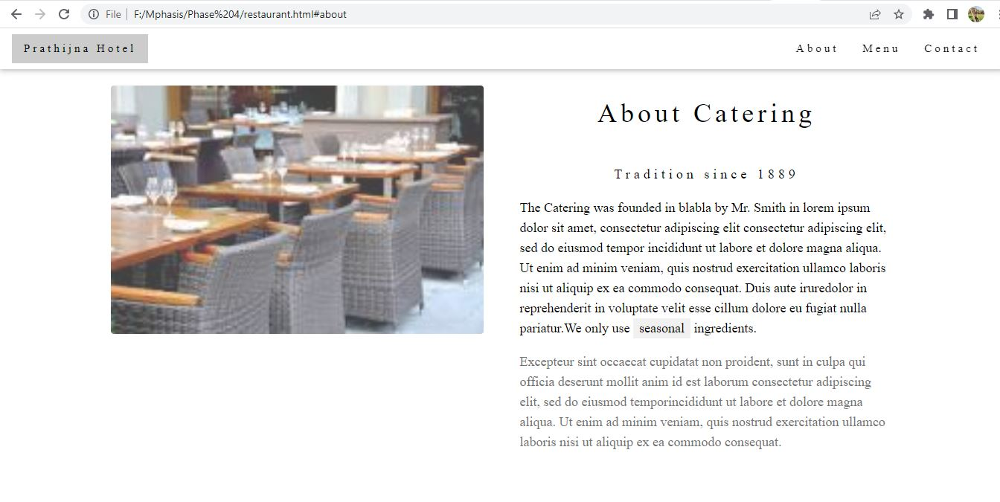 File F:/Mphasis/Phase%204/restaurant.html#about
Prathijna Hotel About Menu Contact
About Catering
Tradition since 1889
The Catering was founded in blabla by Mr. Smith in lorem ipsum
dolor sit amet, consectetur adipiscing elit consectetur adipiscing elit,
sed do eiusmod tempor incididunt ut labore et dolore magna aliqua.
Ut enim ad minim veniam, quis nostrud exercitation ullamco laboris
nisi ut aliquip ex ea commodo consequat. Duis aute iruredolor in
reprehenderit in voluptate velit esse cillum dolore eu fugiat nulla
pariatur.We only use seasonal ingredients.
Excepteur sint occaecat cupidatat non proident, sunt in culpa qui
officia deserunt mollit anim id est laborum consectetur adipiscing
elit, sed do eiusmod temporincididunt ut labore et dolore magna
aliqua. Ut enim ad minim veniam, quis nostrud exercitation ullamco
laboris nisi ut aliquip ex ea commodo consequat.